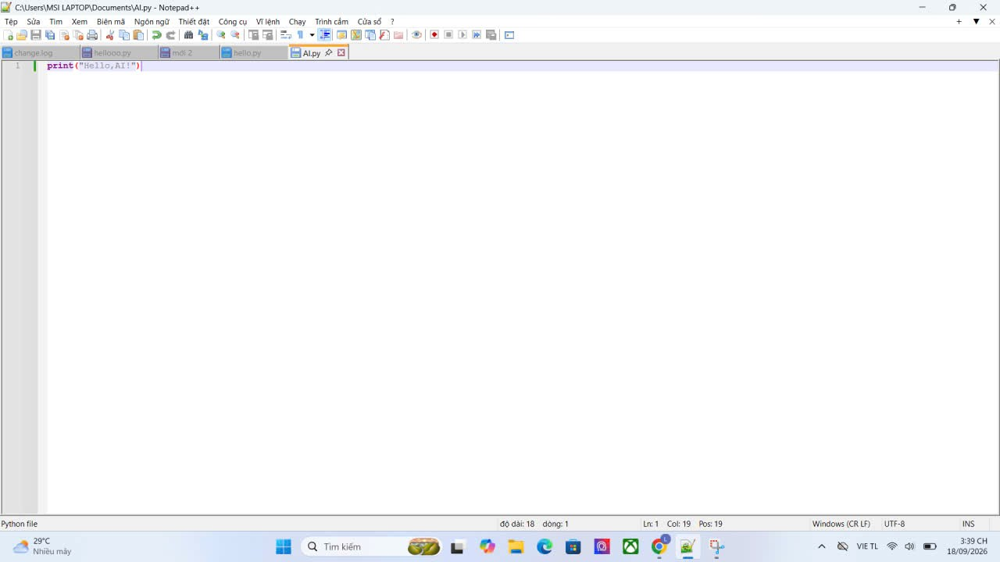 C:\Users\MSI LAPTOP\Documents\AI.py - Notepad++
Tệp Sửa Tìm Xem Biên mã Ngôn ngữ Thiết đặt Công cụ Vĩ lệnh Chạy Trình cắm Cửa sổ ?
change.log hellooo.py mới 2 hello.py AI.py
1 print("Hello,AI!")
Python file độ dài: 18 dòng: 1 Ln: 1 Col: 19 Pos: 19 Windows (CR LF) UTF-8 INS
29°C
Nhiều mây
Tìm kiếm
L
VIE TL
3:39 CH
18/09/2026